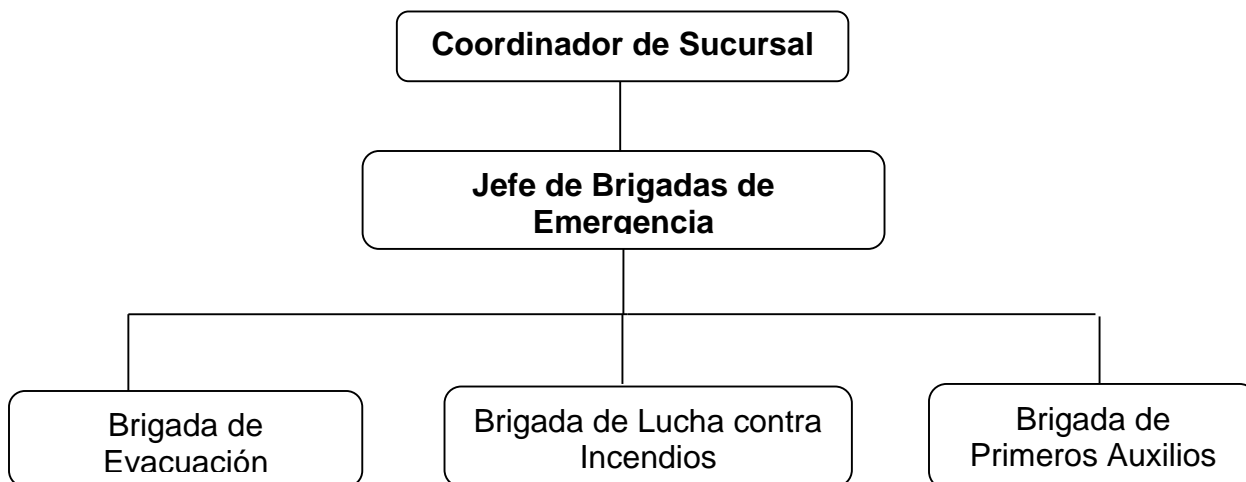 Coordinador de Sucursal
Jefe de Brigadas de
Emergencia
Brigada de
Evacuación
Brigada de Lucha contra
Incendios
Brigada de
Primeros Auxilios